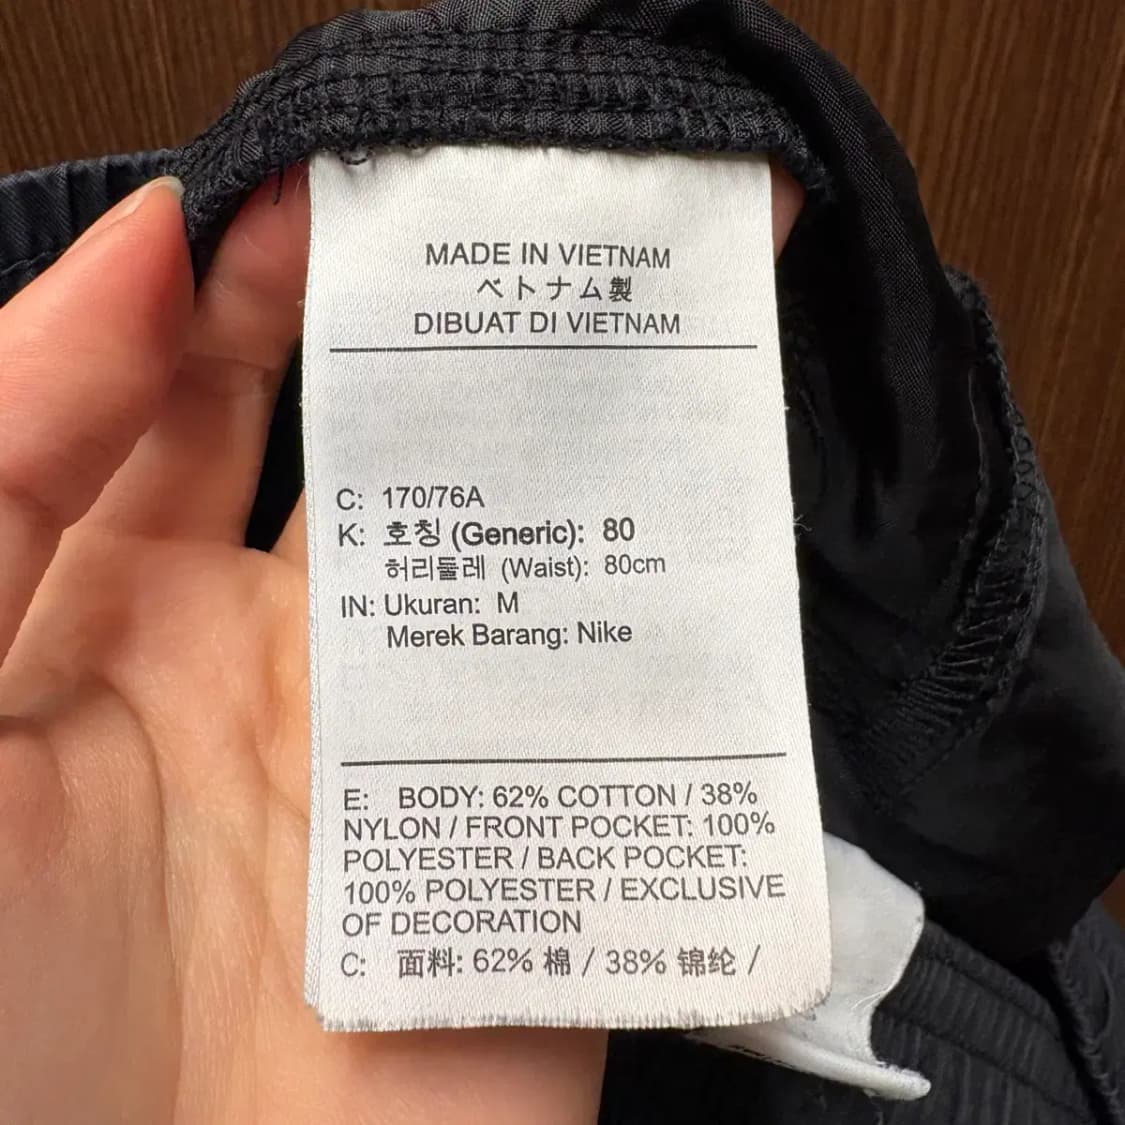 MADE IN VIETNAM
ベトナム製
DIBUAT DI VIETNAM
C: 170/76A
K: 호칭 (Generic): 80
허리둘레 (Waist): 80cm
IN: Ukuran: M
Merek Barang: Nike
E: BODY: 62% COTTON / 38%
NYLON / FRONT POCKET: 100%
POLYESTER / BACK POCKET:
100% POLYESTER / EXCLUSIVE
OF DECORATION
C: 面料: 62% 棉 / 38% 锦纶 /